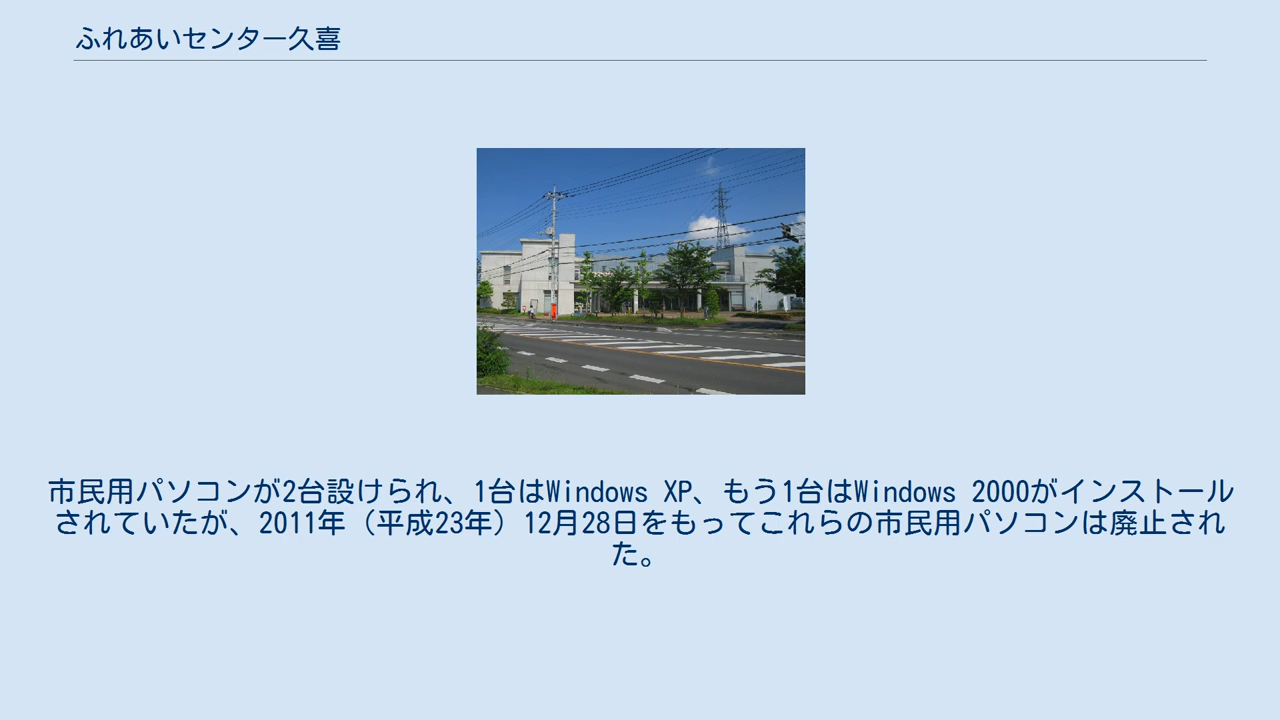 ふれあいセンター久喜
市民用パソコンが2台設けられ、1台はWindows XP、もう1台はWindows 2000がインストール
されていたが、2011年（平成23年）12月28日をもってこれらの市民用パソコンは廃止され
た。